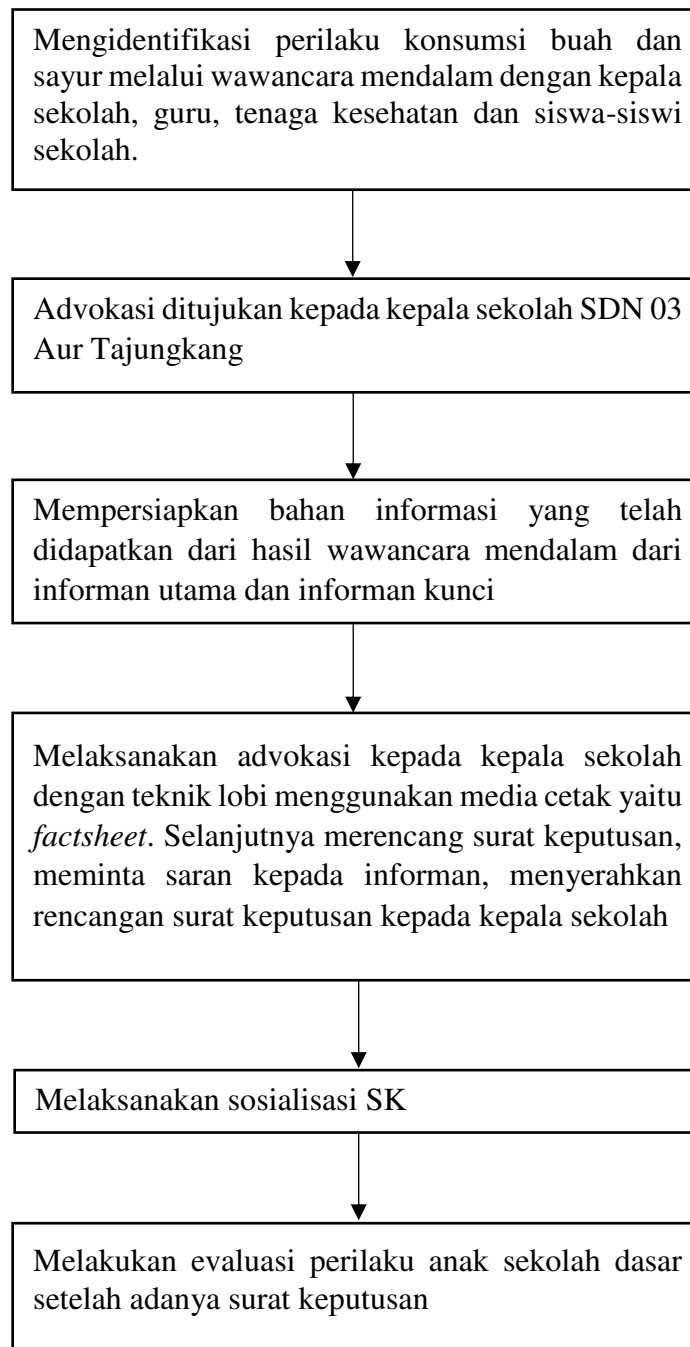 Mengidentifikasi perilaku konsumsi buah dan
sayur melalui wawancara mendalam dengan kepala
sekolah, guru, tenaga kesehatan dan siswa-siswi
sekolah.
Advokasi ditujukan kepada kepala sekolah SDN 03
Aur Tajungkang
Mempersiapkan bahan informasi yang telah
didapatkan dari hasil wawancara mendalam dari
informan utama dan informan kunci
Melaksanakan advokasi kepada kepala sekolah
dengan teknik lobi menggunakan media cetak yaitu
factsheet. Selanjutnya merencang surat keputusan,
meminta saran kepada informan, menyerahkan
rencangan surat keputusan kepada kepala sekolah
Melaksanakan sosialisasi SK
Melakukan evaluasi perilaku anak sekolah dasar
setelah adanya surat keputusan